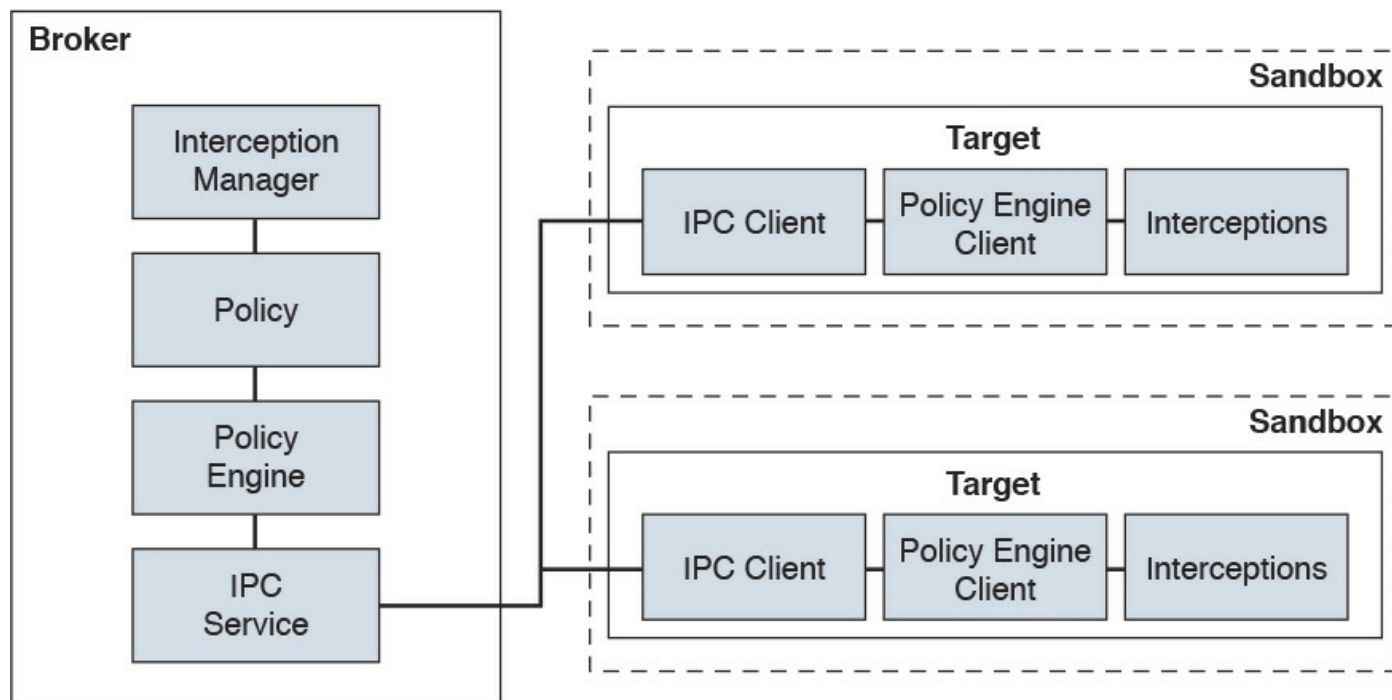 Broker
Interception
Manager
Policy
Policy
Engine
IPC
Service
Sandbox
Target
IPC Client
Policy Engine
Client
Interceptions
Sandbox
Target
IPC Client
Policy Engine
Client
Interceptions